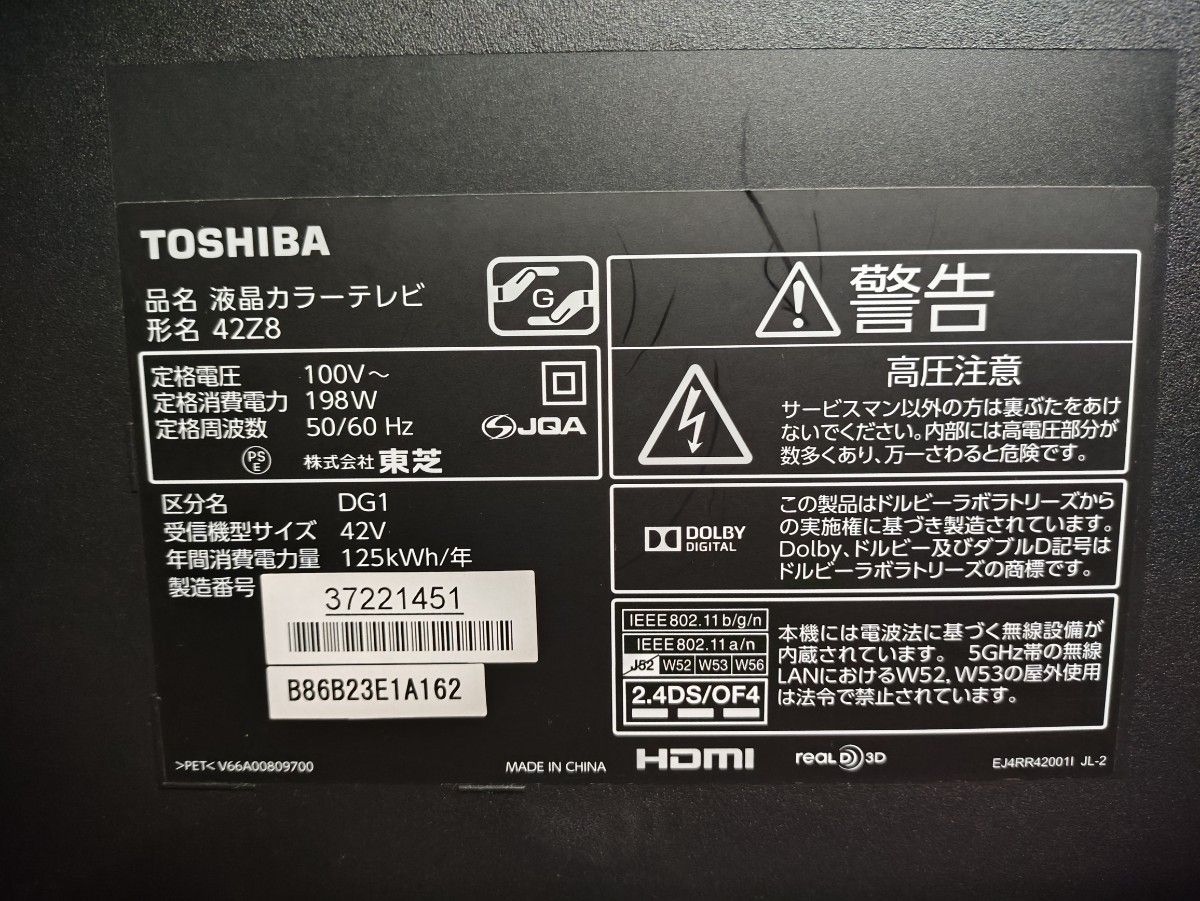 TOSHIBA
品名 液晶カラーテレビ
形名 42Z8
G
定格電圧 100V～
定格消費電力 198W
定格周波数 50/60 Hz
JQA
PS
E
株式会社 東芝
区分名 DG1
受信機型サイズ 42V
年間消費電力量 125kWh/年
製造番号
37221451
B86B23E1A162
>PET< V66A00809700
MADE IN CHINA
警告
高圧注意
サービスマン以外の方は裏ぶたをあけ
ないでください。内部には高電圧部分が
数多くあり、万一さわると危険です。
DOLBY
DIGITAL
この製品はドルビーラボラトリーズから
の実施権に基づき製造されています。
Dolby、ドルビー及びダブルD記号は
ドルビーラボラトリーズの商標です。
IEEE802.11b/g/n
IEEE802.11a/n
J52 W52 W53 W56
2.4DS/OF4
本機には電波法に基づく無線設備が
内蔵されています。 5GHz帯の無線
LANにおけるW52, W53の屋外使用
は法令で禁止されています。
HDMI
real D 3D
EJ4RR42001I JL-2